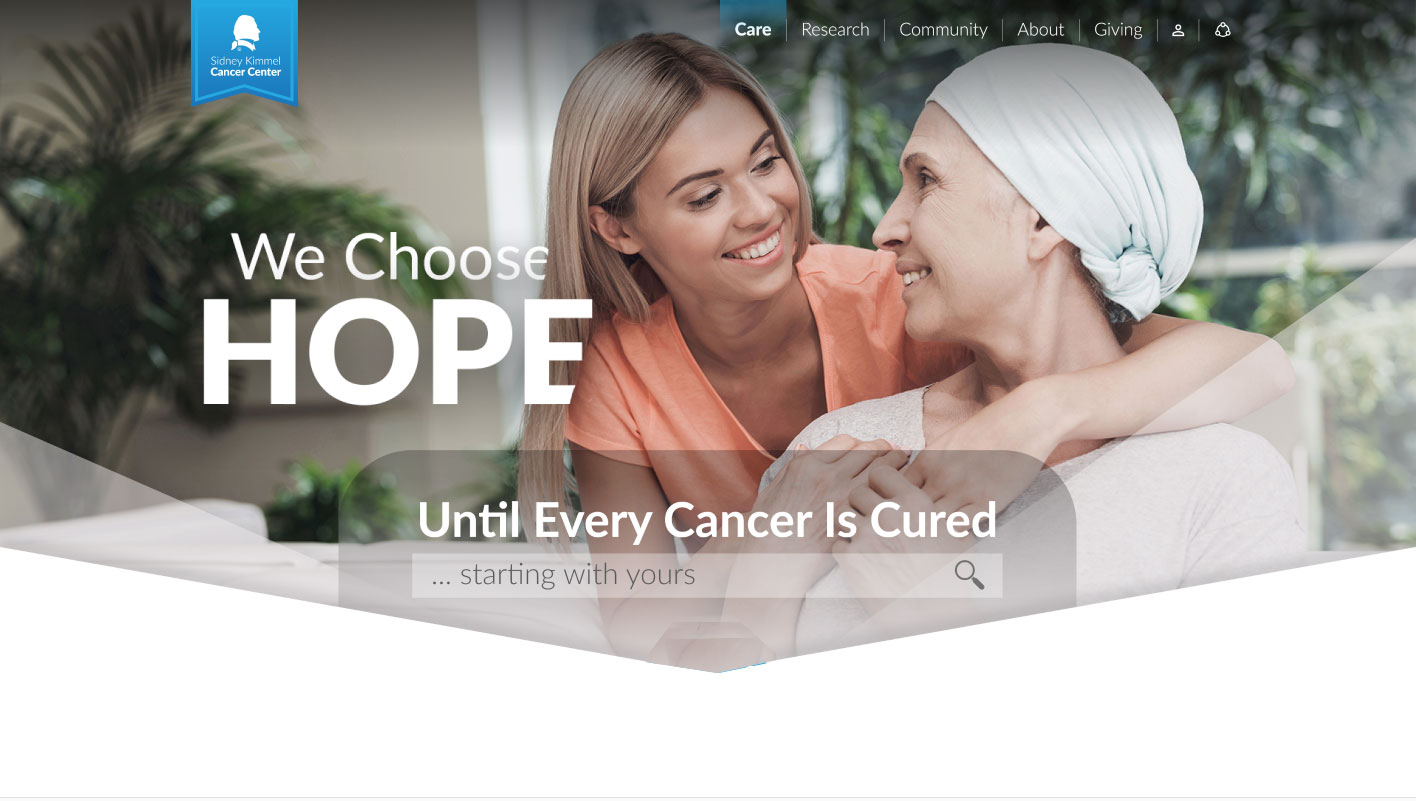 Sidney Kimmel
Cancer Center
Care
Research
Community
About
Giving
We Choose
HOPE
Until Every Cancer Is Cured
... starting with yours